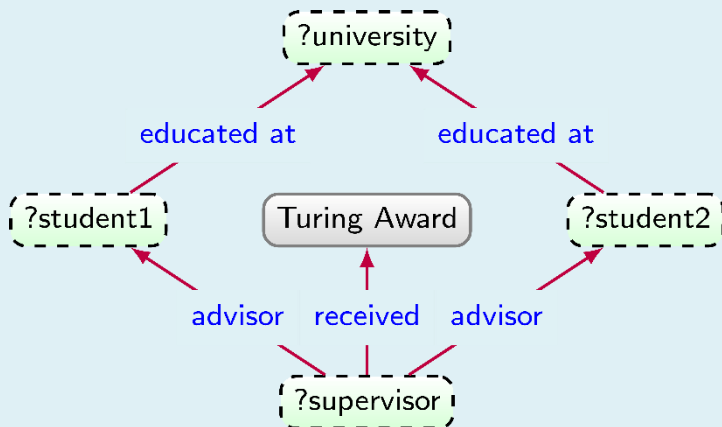 ?university
educated at educated at
?student1 Turing Award ?student2
advisor received advisor
?supervisor